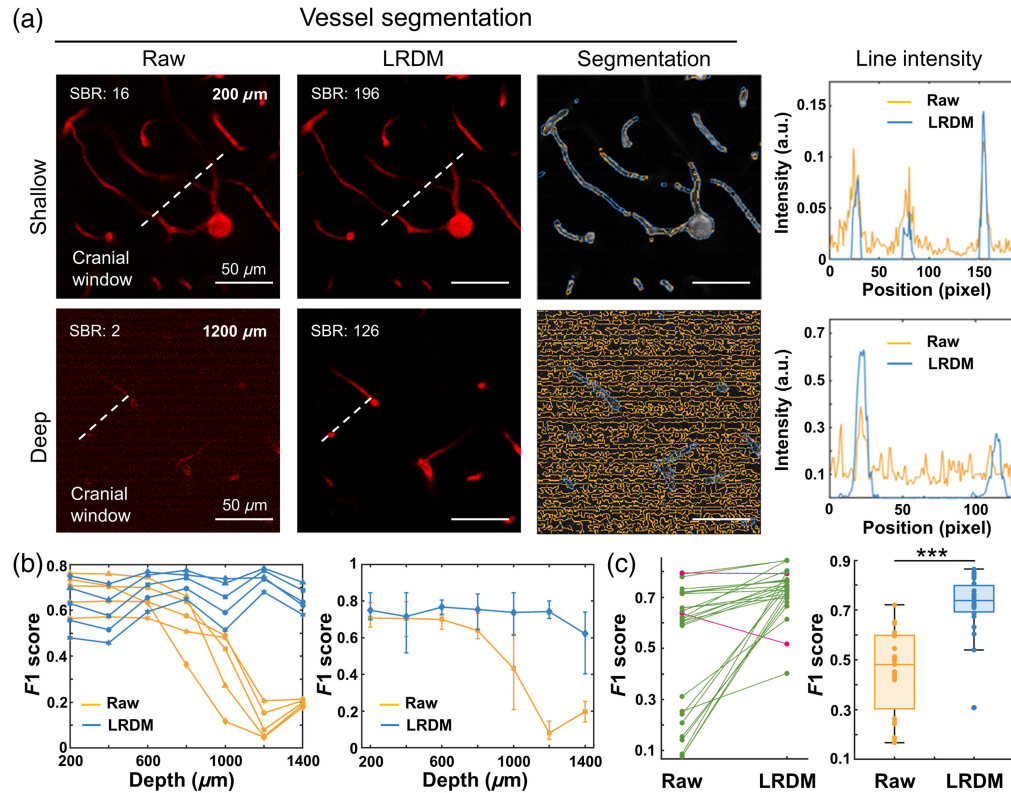 (a)
Vessel segmentation
Raw
LRDM
Segmentation
Line intensity
Shallow
SBR: 16
200 µm
Cranial
window
50 µm
SBR: 196
Intensity (a.u.)
0.15
0.1
0.05
0
Raw
LRDM
0
50
100
150
Position (pixel)
Deep
SBR: 2
1200 µm
Cranial
window
50 µm
SBR: 126
Intensity (a.u.)
0.7
0.5
0.3
0.1
Raw
LRDM
0
50
100
Position (pixel)
(b)
F1 score
0.8
0.6
0.4
0.2
0
Raw
LRDM
200
600
1000
1400
Depth (µm)
F1 score
1
0.8
0.6
0.4
0.2
0
Raw
LRDM
200
600
1000
1400
Depth (µm)
(c)
F1 score
0.9
0.7
0.5
0.3
0.7
0.1
Raw
LRDM
F1 score
0.9
0.7
0.5
0.3
0.1
***
Raw
LRDM